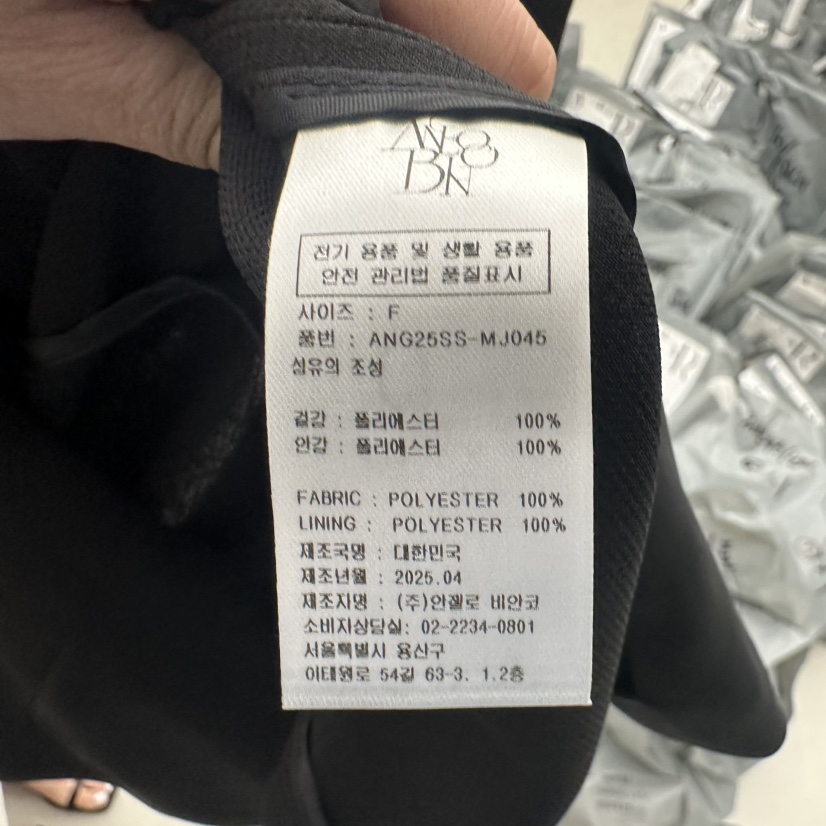 ANGLO
BIAN
전기 용품 및 생활 용품
안전 관리법 품질표시
사이즈 : F
품번 : ANG25SS-MJ045
섬유의 조성
겉감 : 폴리에스터 100%
안감 : 폴리에스터 100%
FABRIC : POLYESTER 100%
LINING : POLYESTER 100%
제조국명 : 대한민국
제조년월 : 2025.04
제조자명 : (주)안젤로 비안코
소비자상담실: 02-2234-0801
서울특별시 용산구
이태원로 54길 63-3. 1.2층